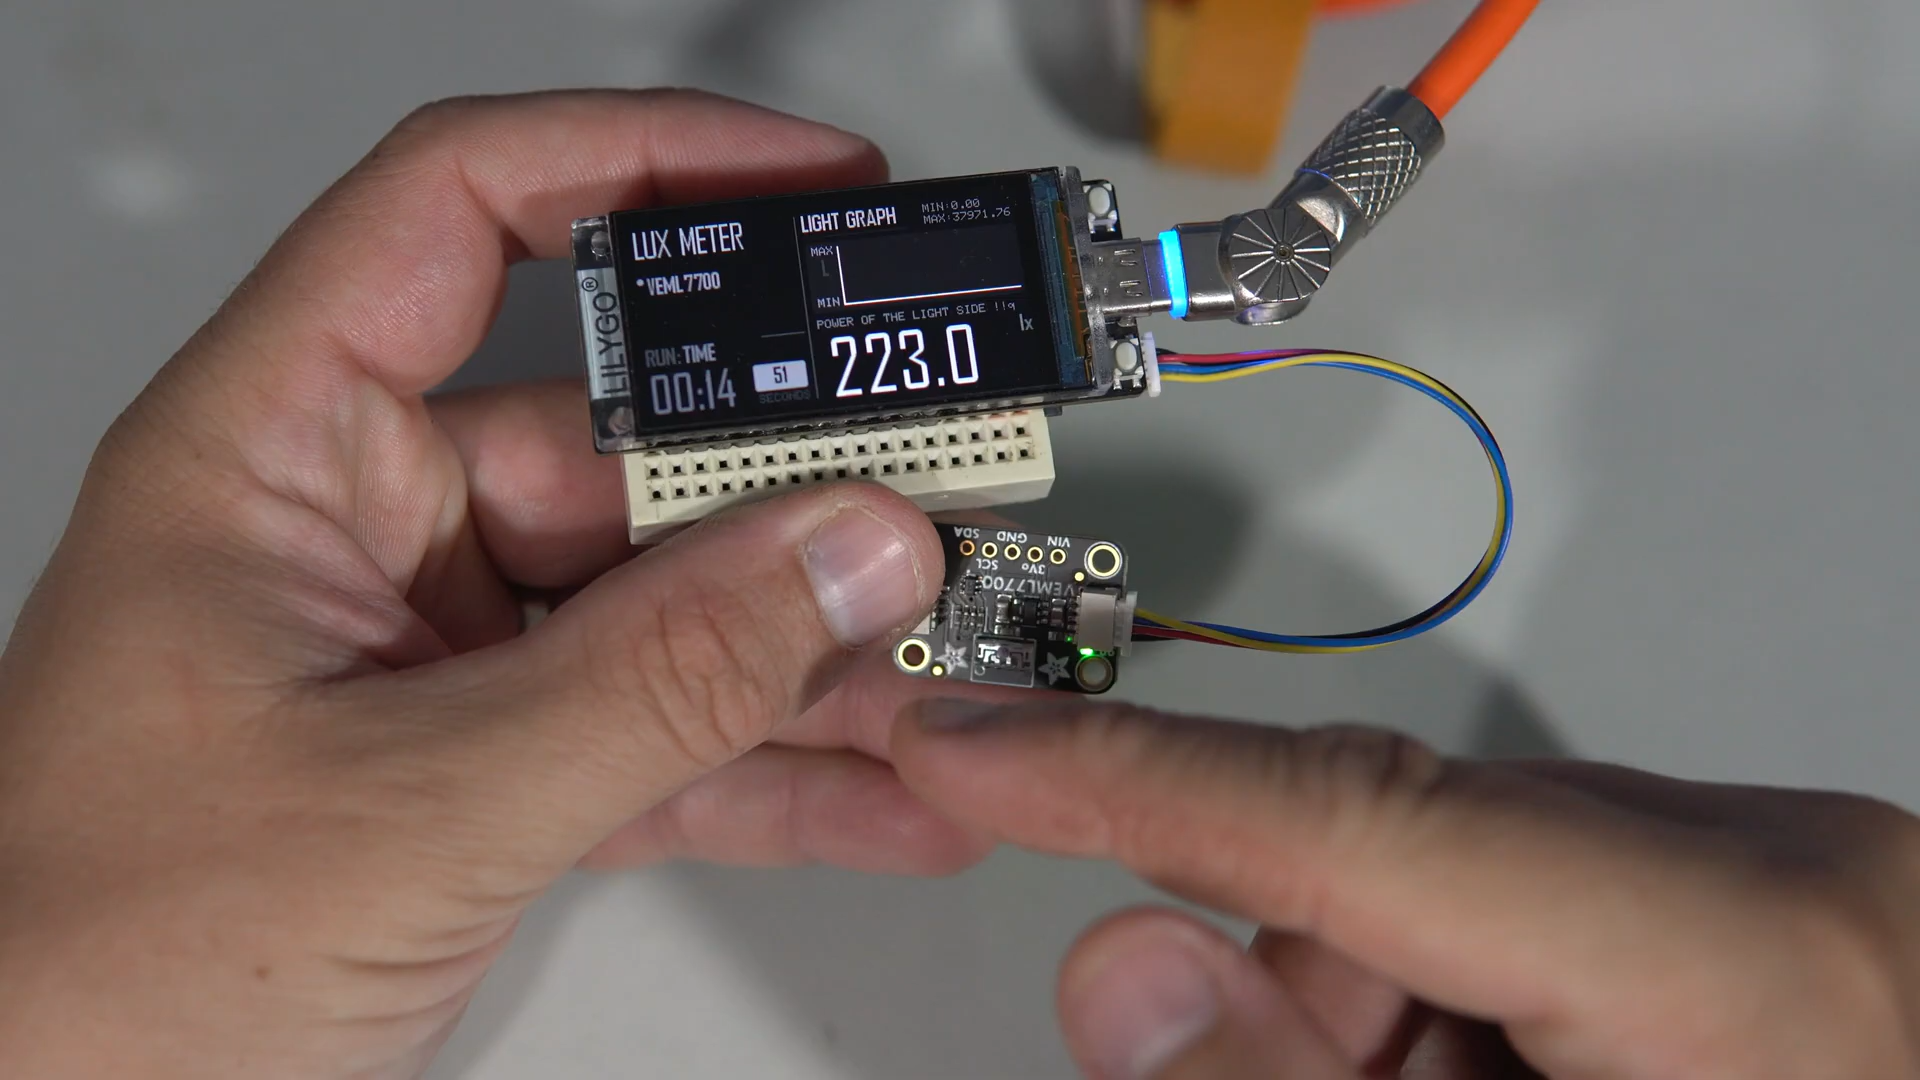 LILYGO®
LUX METER
•VEML7700
RUN:TIME
00:14
51
SECONDS
LIGHT GRAPH
MIN:0.00
MAX:37971.76
MAX
L
MIN
POWER OF THE LIGHT SIDE !!q
lx
223.0
SDA
GND
VIN
SCL
3Vo
VEML7700